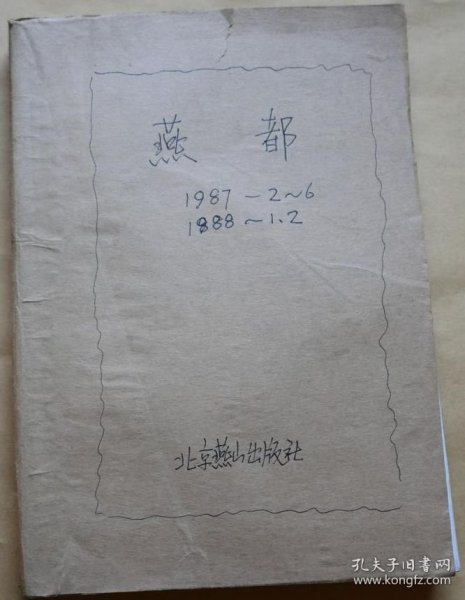 燕 都
1987－2～6
1888～1.2
北京燕山出版社
孔夫子旧书网
www.kongfz.com